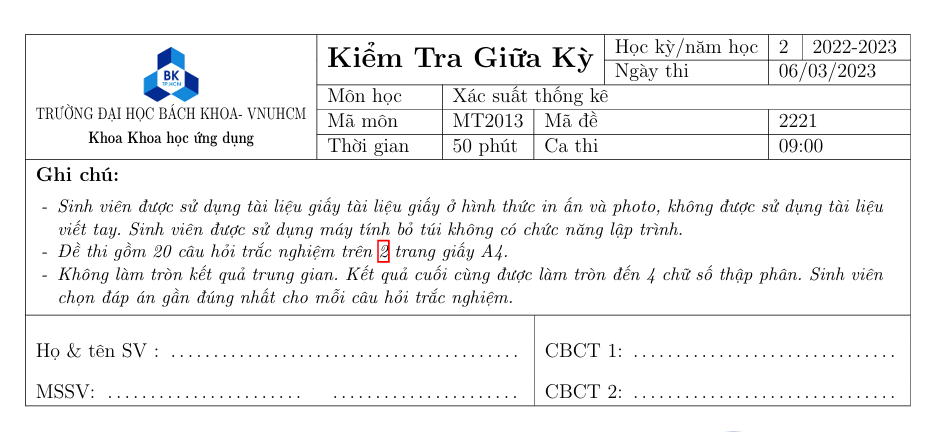 BK
TP.HCM
TRƯỜNG ĐẠI HỌC BÁCH KHOA- VNUHCM
Khoa Khoa học ứng dụng
Kiểm Tra Giữa Kỳ
Học kỳ/năm học 2 2022-2023
Ngày thi 06/03/2023
Môn học Xác suất thống kê
Mã môn MT2013 Mã đề 2221
Thời gian 50 phút Ca thi 09:00
Ghi chú:
- Sinh viên được sử dụng tài liệu giấy tài liệu giấy ở hình thức in ấn và photo, không được sử dụng tài liệu
viết tay. Sinh viên được sử dụng máy tính bỏ túi không có chức năng lập trình.
- Đề thi gồm 20 câu hỏi trắc nghiệm trên 2 trang giấy A4.
- Không làm tròn kết quả trung gian. Kết quả cuối cùng được làm tròn đến 4 chữ số thập phân. Sinh viên
chọn đáp án gần đúng nhất cho mỗi câu hỏi trắc nghiệm.
Họ & tên SV : ......................................... CBCT 1: ...............................
MSSV: ....................... ...................... CBCT 2: ...............................